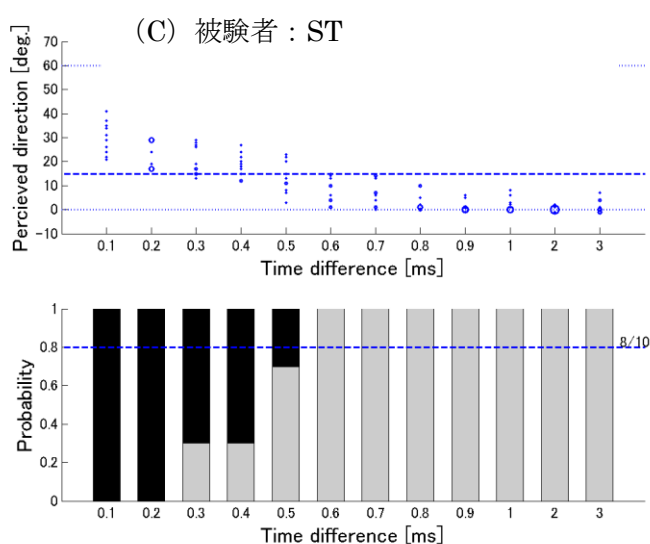 (C) 被験者：ST
Percieved direction [deg.]
70
60
50
40
30
20
10
0
-10
0.1 0.2 0.3 0.4 0.5 0.6 0.7 0.8 0.9 1 2 3
Time difference [ms]
Probability
1
0.8
0.6
0.4
0.2
0
8/10
0.1 0.2 0.3 0.4 0.5 0.6 0.7 0.8 0.9 1 2 3
Time difference [ms]